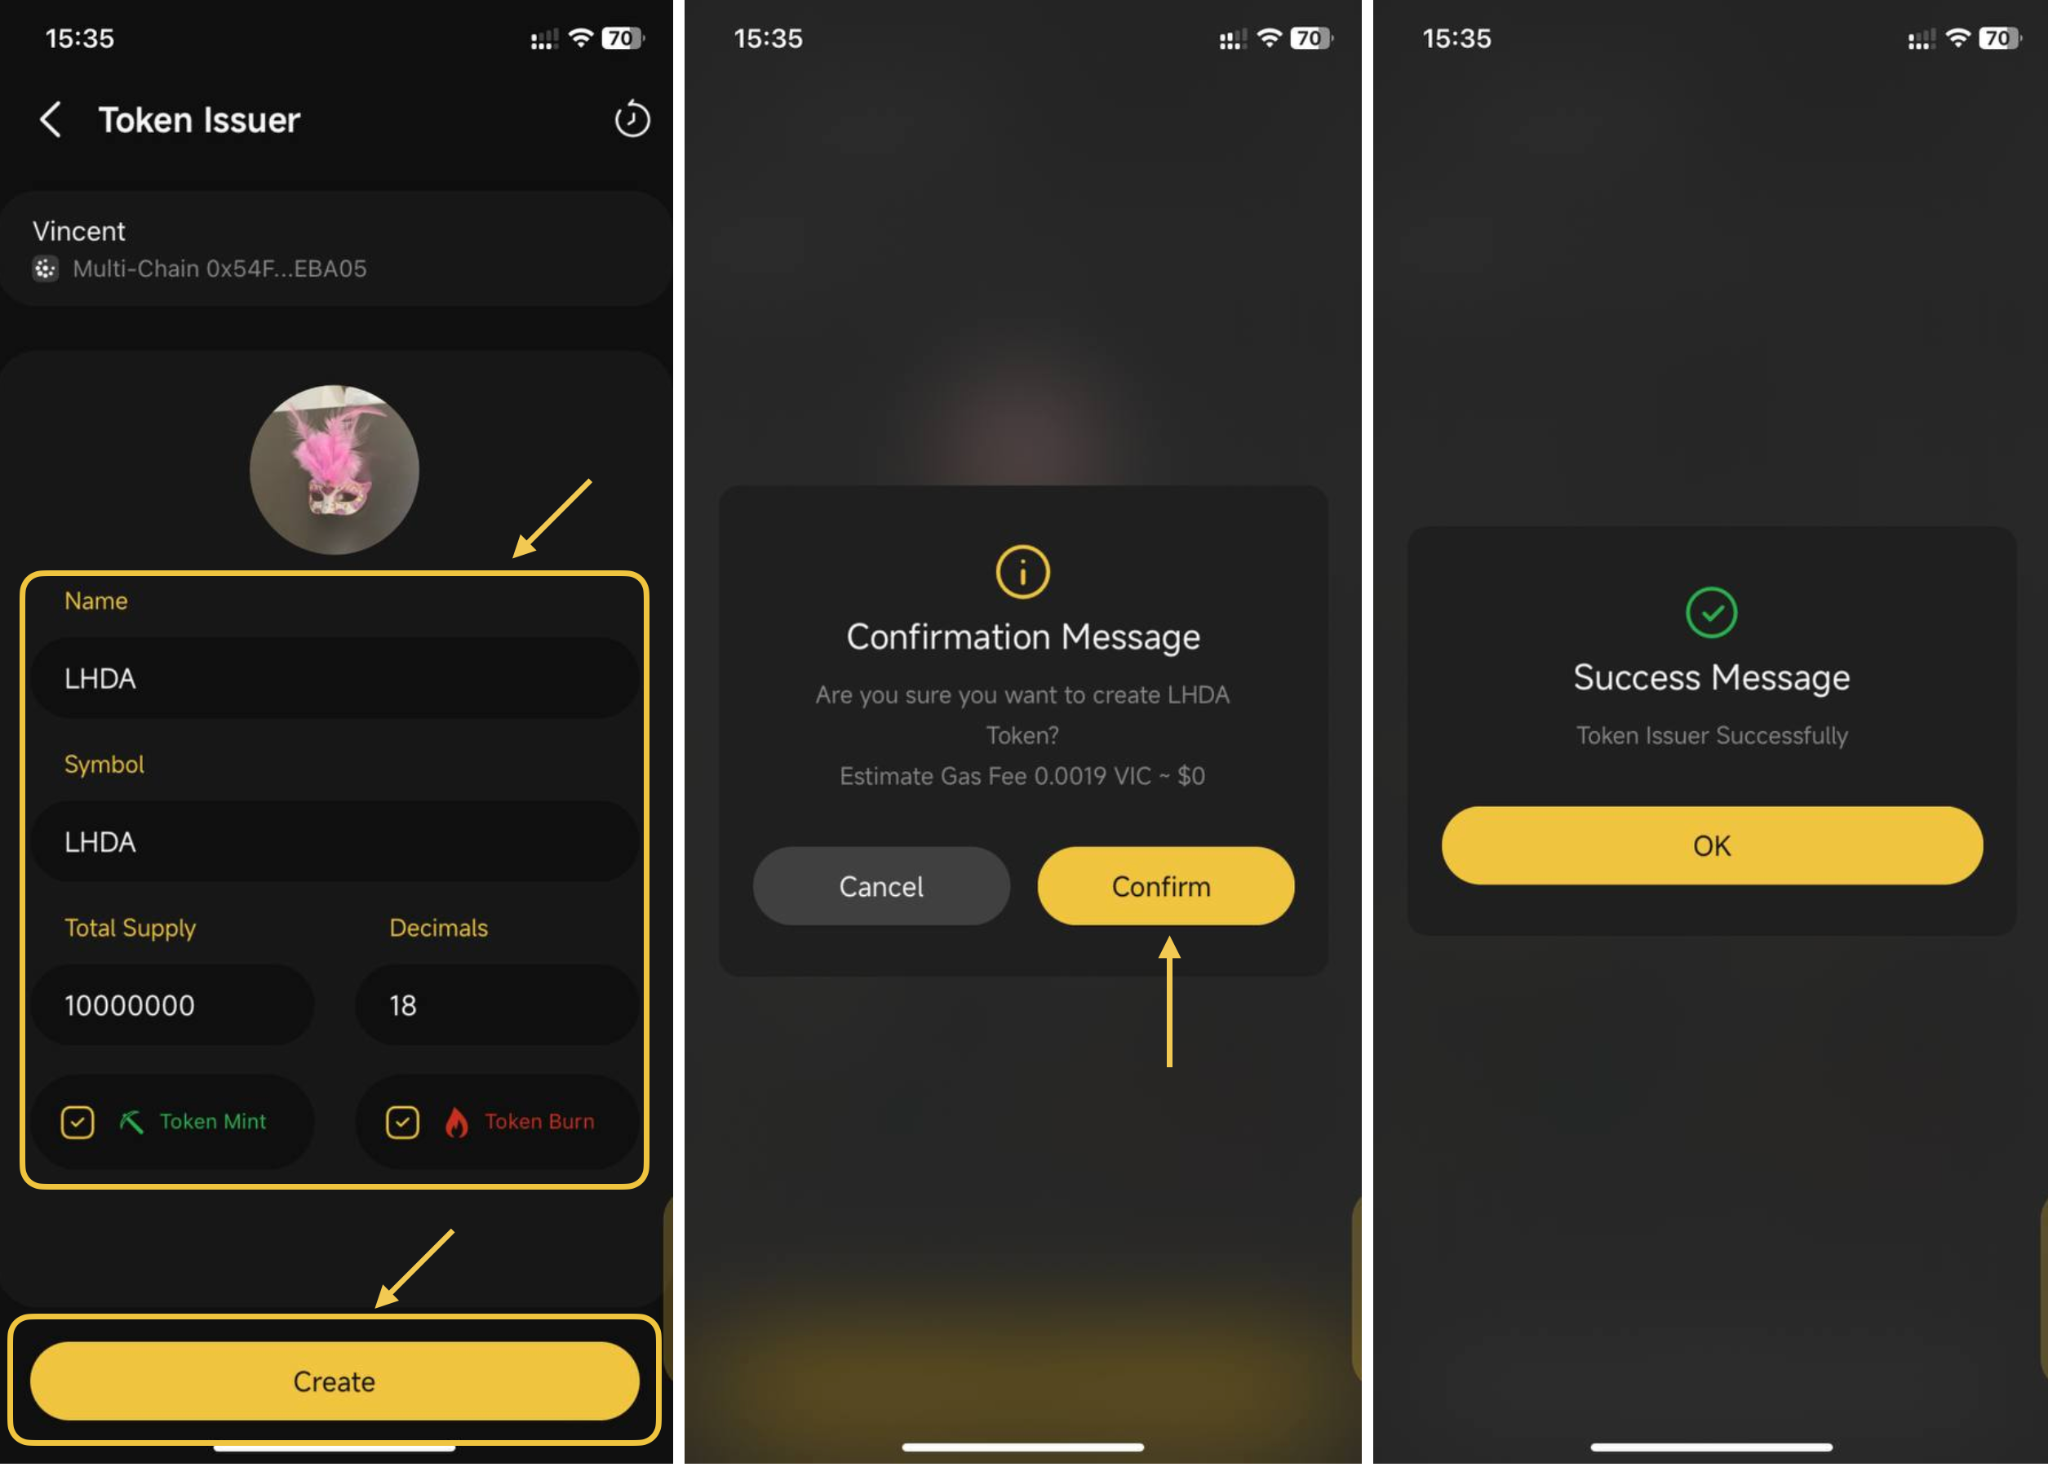 15:35
70
Token Issuer
Vincent
Multi-Chain 0x54F...EBA05
Name
LHDA
Symbol
LHDA
Total Supply
Decimals
10000000
18
Token Mint
Token Burn
Create
15:35
70
Confirmation Message
Are you sure you want to create LHDA
Token?
Estimate Gas Fee 0.0019 VIC ~ $0
Cancel
Confirm
15:35
70
Success Message
Token Issuer Successfully
OK